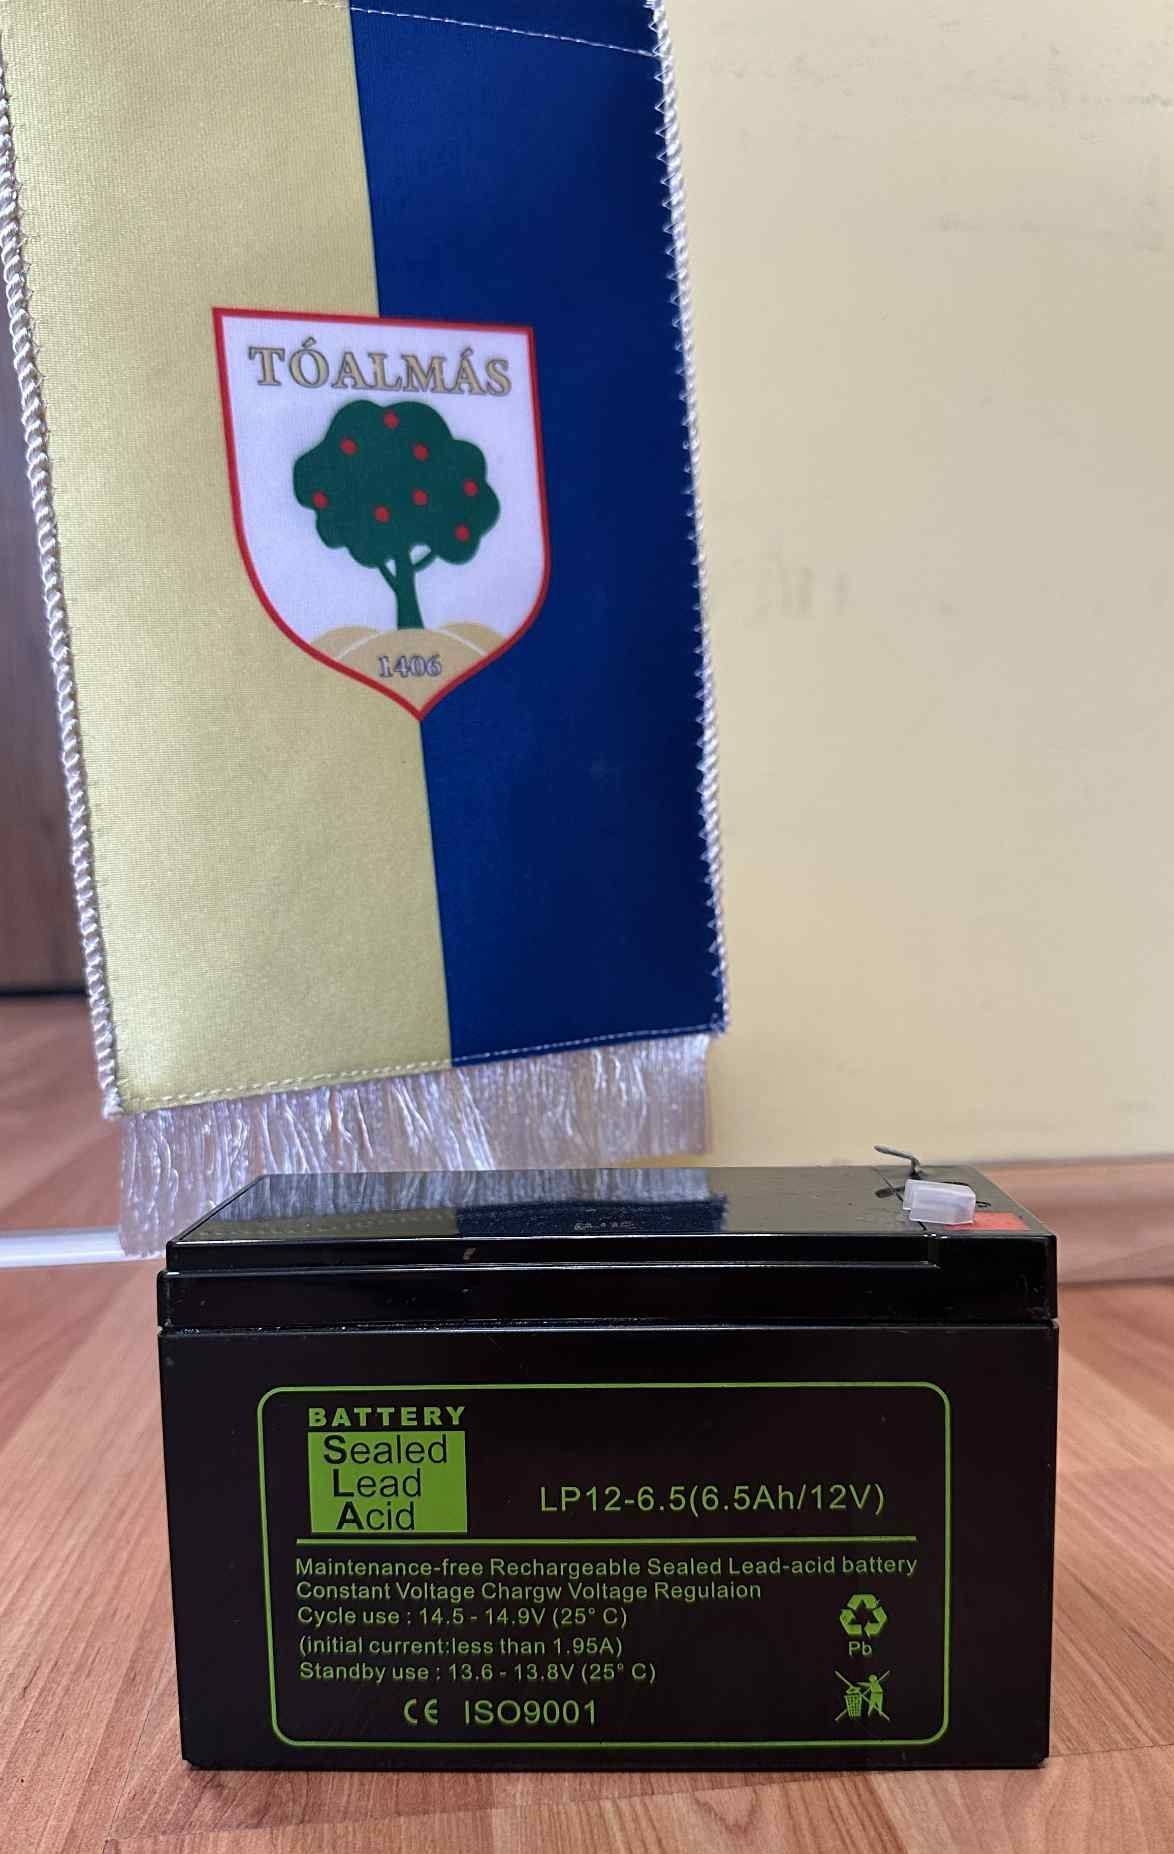 TÓALMÁS
1406
BATTERY
Sealed
Lead
Acid
LP12-6.5(6.5Ah/12V)
Maintenance-free Rechargeable Sealed Lead-acid battery
Constant Voltage Chargw Voltage Regulaion
Cycle use : 14.5 - 14.9V (25° C)
(initial current:less than 1.95A)
Standby use : 13.6 - 13.8V (25° C)
Pb
CE ISO9001